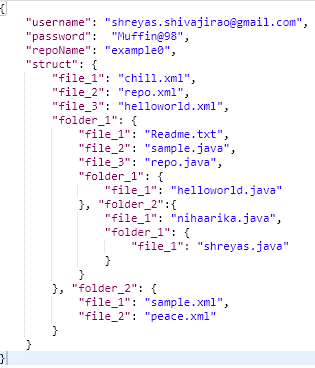 {
"username": "shreyas.shivajirao@gmail.com",
"password":  "Muffin@98",
"repoName": "example0",
"struct": {
"file_1": "chill.xml",
"file_2": "repo.xml",
"file_3": "helloworld.xml",
"folder_1": {
"file_1": "Readme.txt",
"file_2": "sample.java",
"file_3": "repo.java",
"folder_1": {
"file_1": "helloworld.java"
}, "folder_2":{
"file_1": "nihaarika.java",
"folder_1": {
"file_1": "shreyas.java"
}
}
}, "folder_2": {
"file_1": "sample.xml",
"file_2": "peace.xml"
}
}
}